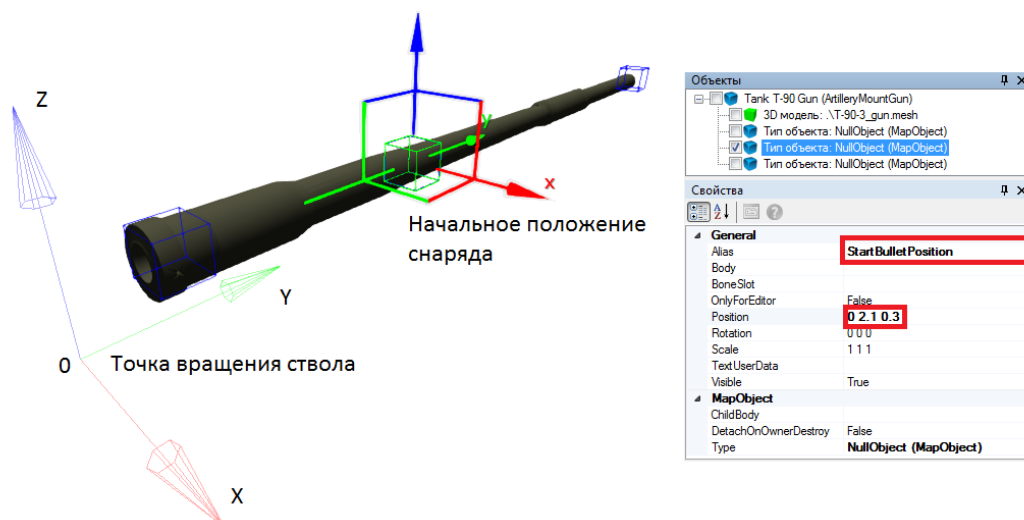 Z
y
x
Начальное положение
снаряда
Y
0
Точка вращения ствола
X
Объекты
Tank T-90 Gun (ArtilleryMountGun)
3D модель: .\T-90-3_gun.mesh
Тип объекта: NullObject (MapObject)
Тип объекта: NullObject (MapObject)
Тип объекта: NullObject (MapObject)
Свойства
General
Alias StartBulletPosition
Body
BoneSlot
OnlyForEditor False
Position 0 2.1 0.3
Rotation 0 0 0
Scale 1 1 1
TextUserData
Visible True
MapObject
ChildBody
DetachOnOwnerDestroy False
Type NullObject (MapObject)